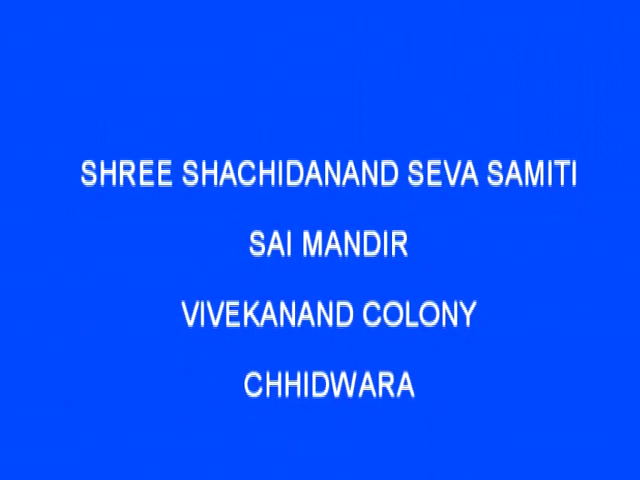 SHREE SHACHIDANAND SEVA SAMITI
SAI MANDIR
VIVEKANAND COLONY
CHHIDWARA